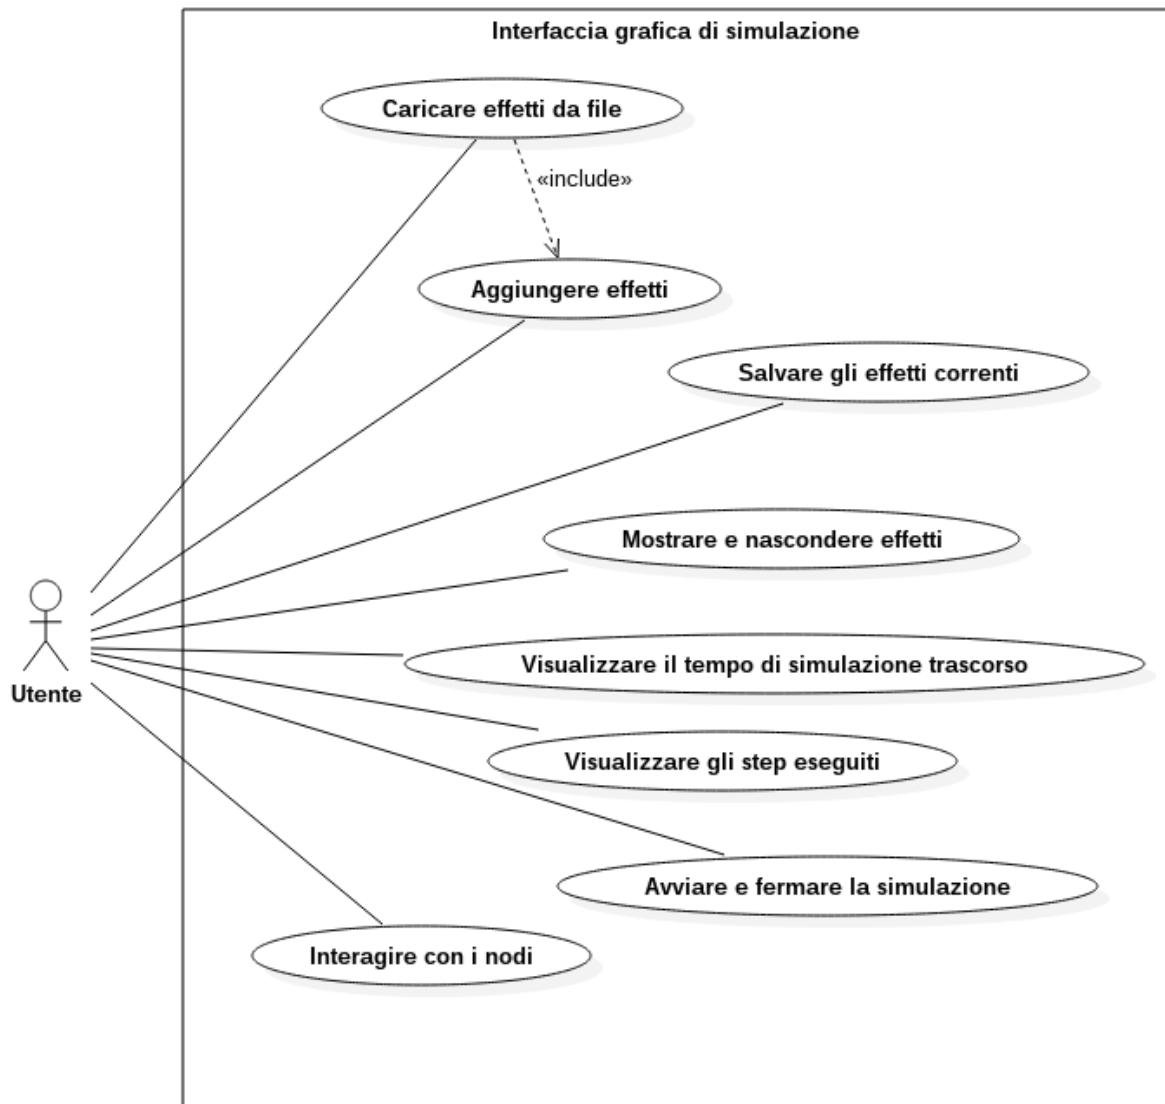 Interfaccia grafica di simulazione
Caricare effetti da file
«include»
Aggiungere effetti
Salvare gli effetti correnti
Mostrare e nascondere effetti
Visualizzare il tempo di simulazione trascorso
Utente
Visualizzare gli step eseguiti
Avviare e fermare la simulazione
Interagire con i nodi